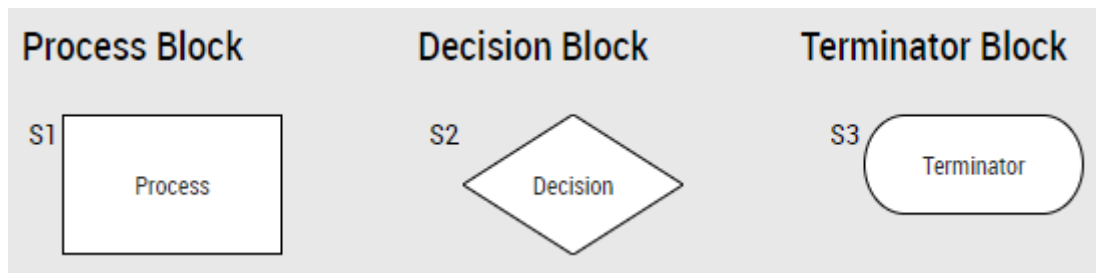 Process Block
Decision Block
Terminator Block
S1
Process
S2
Decision
S3
Terminator